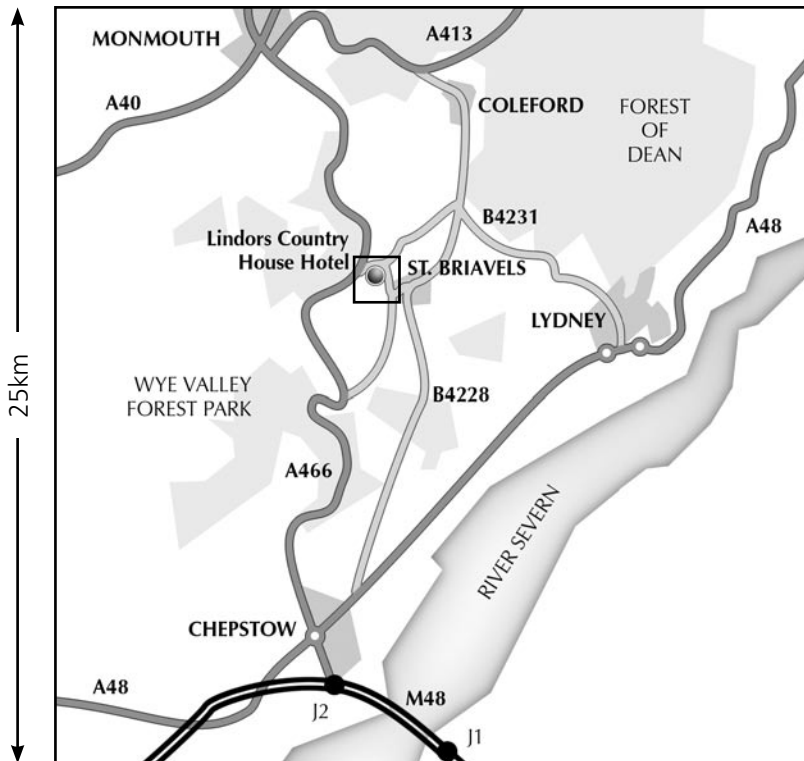 MONMOUTH
A413
A40
COLEFORD
FOREST
OF
DEAN
B4231
A48
Lindors Country
House Hotel
ST. BRIAVELS
LYDNEY
25km
WYE VALLEY
FOREST PARK
B4228
A466
RIVER SEVERN
CHEPSTOW
A48
J2
M48
J1